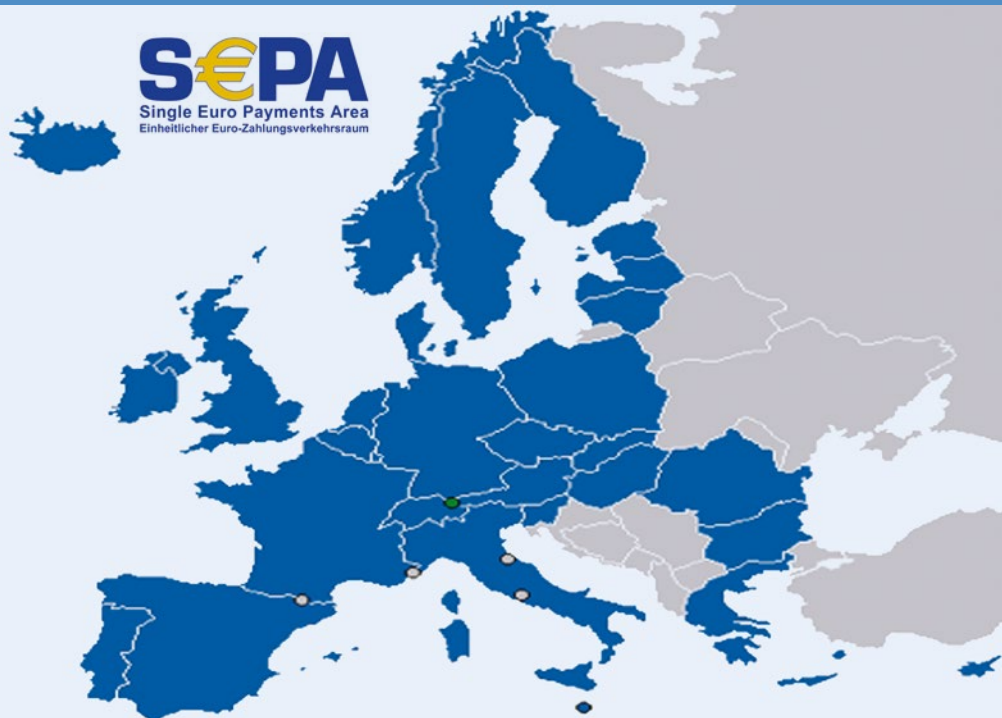 S€PA
Single Euro Payments Area
Einheitlicher Euro-Zahlungsverkehrsraum